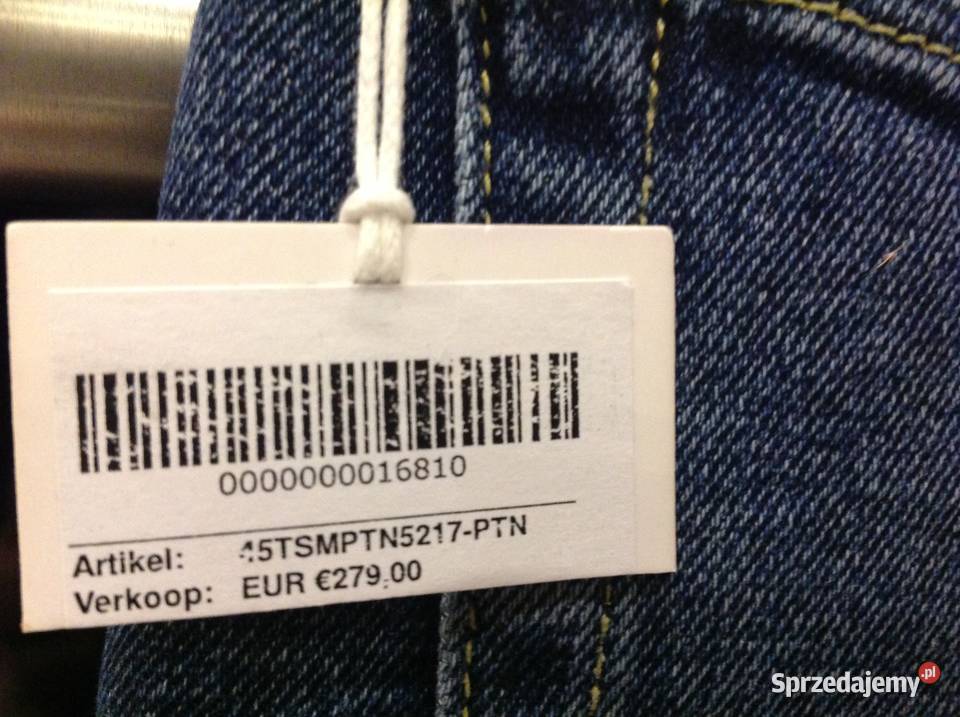 0000000016810
Artikel: 45TSMPTN5217-PTN
Verkoop: EUR €279.00
Sprzedajemy.pl